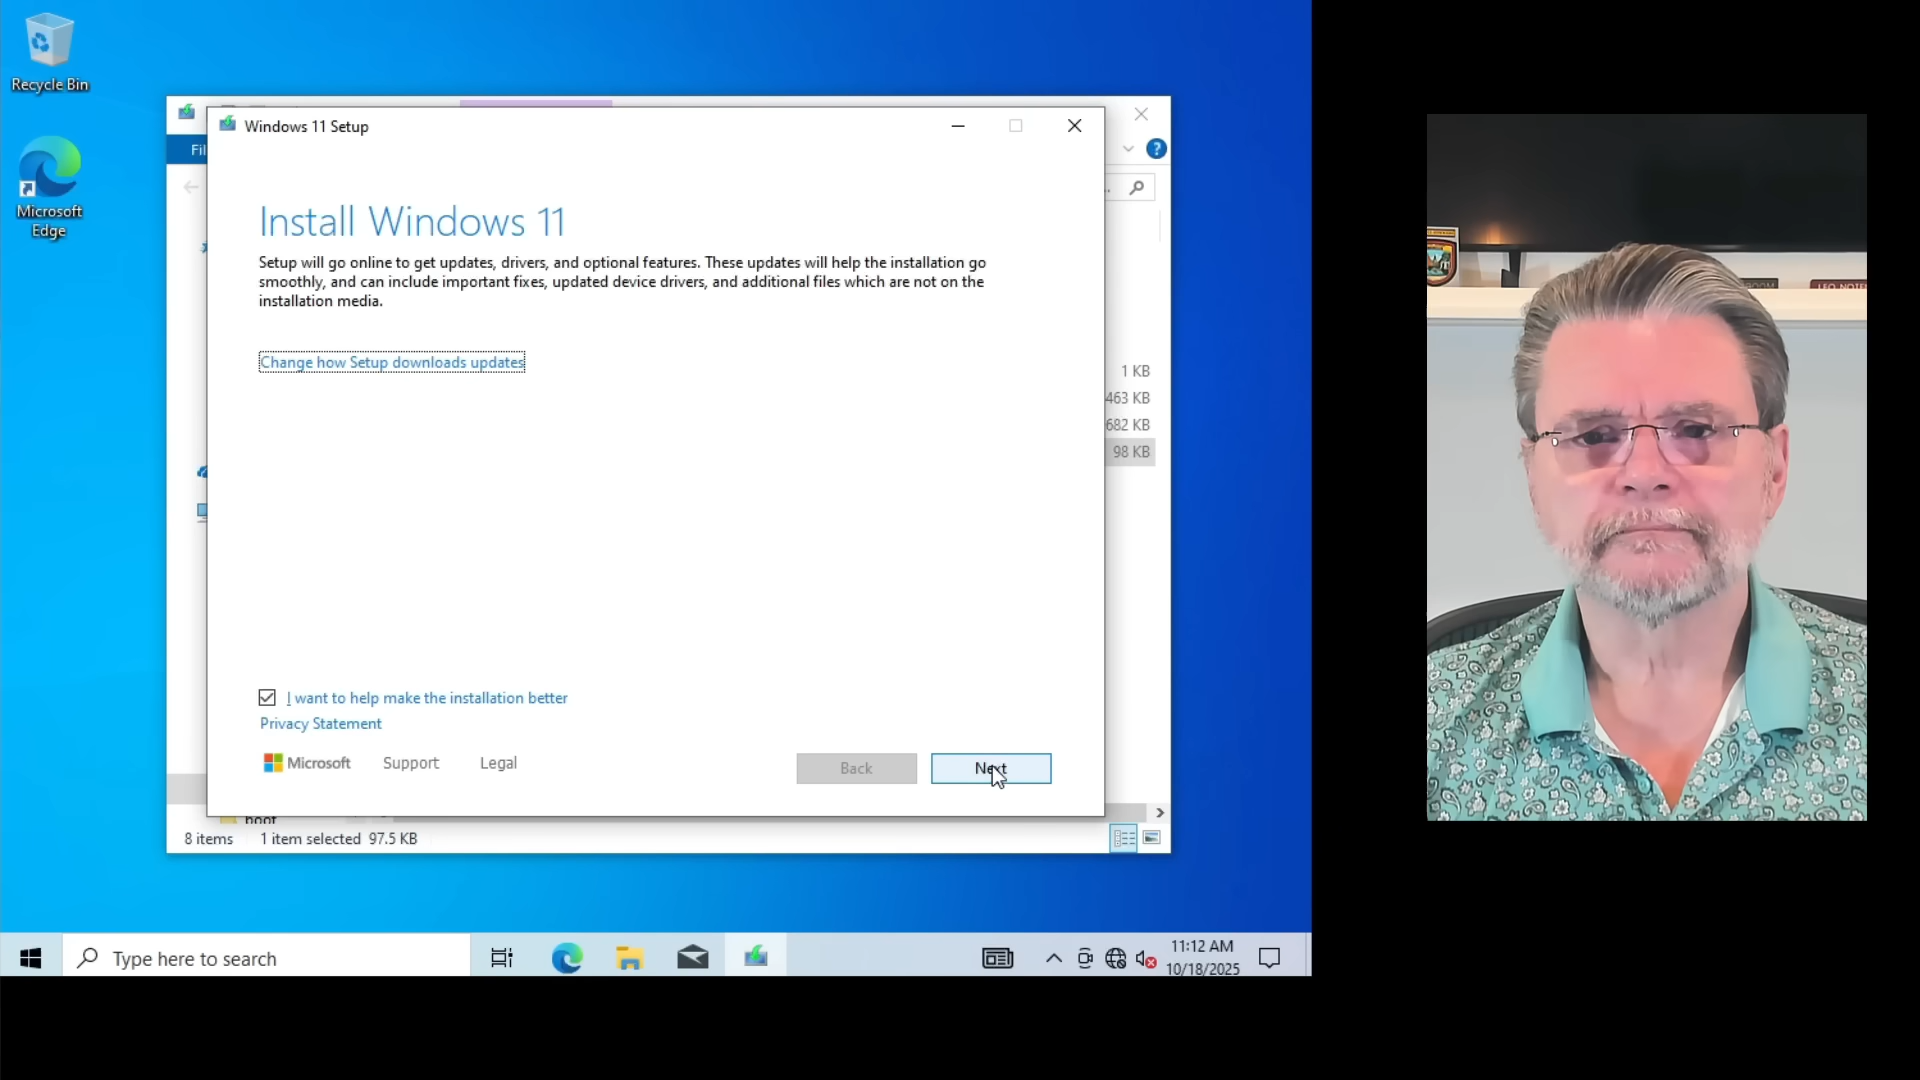 Recycle Bin
Microsoft
Edge
Windows 11 Setup
Fil
?
Install Windows 11
Setup will go online to get updates, drivers, and optional features. These updates will help the installation go
smoothly, and can include important fixes, updated device drivers, and additional files which are not on the
installation media.
Change how Setup downloads updates
1 KB
463 KB
682 KB
98 KB
I want to help make the installation better
Privacy Statement
Microsoft
Support
Legal
Back
Next
boot
8 items
1 item selected 97.5 KB
Type here to search
11:12 AM
10/18/2025
LEO NOTE